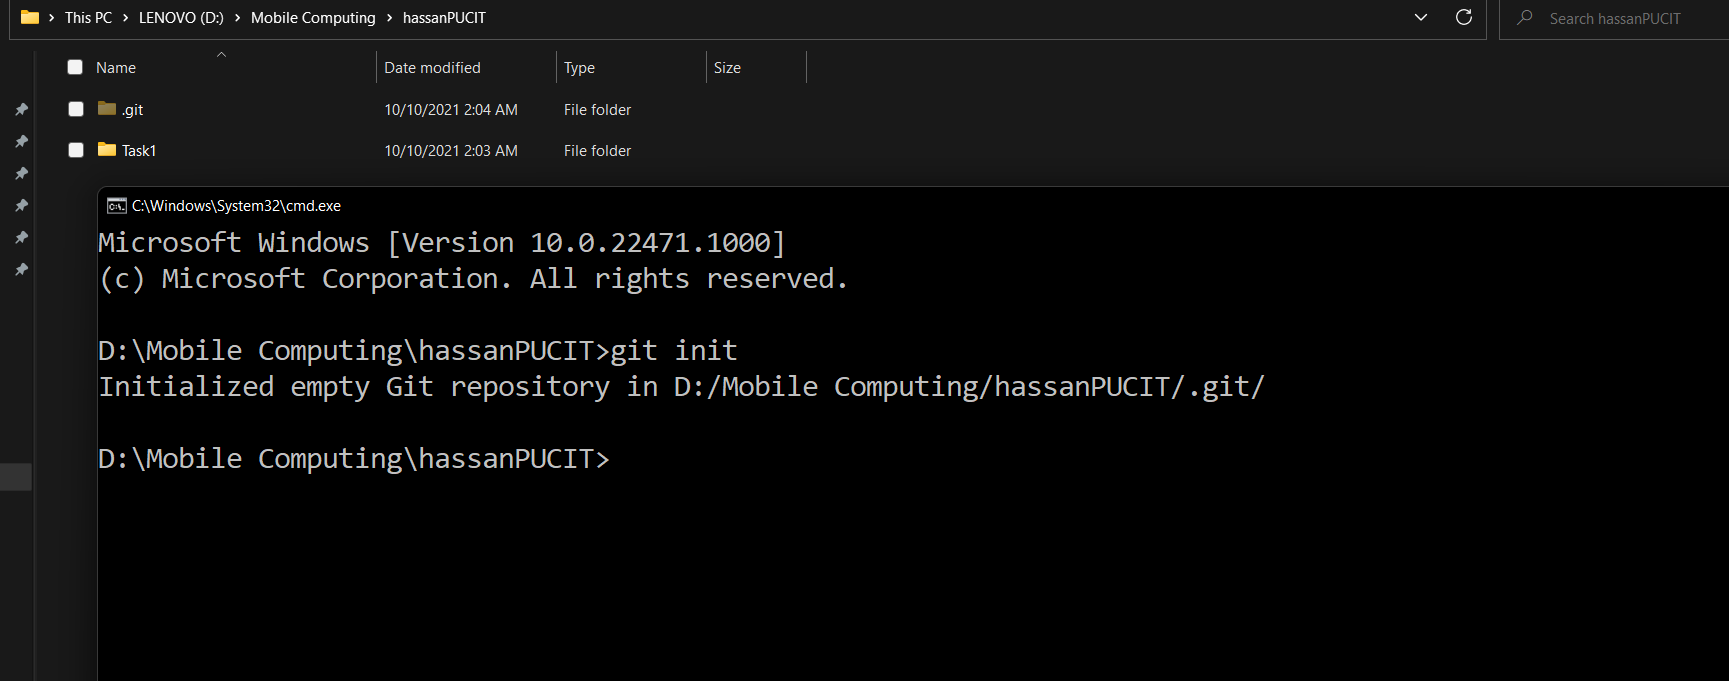 This PC > LENOVO (D:) > Mobile Computing > hassanPUCIT
Search hassanPUCIT
Name Date modified Type Size
.git 10/10/2021 2:04 AM File folder
Task1 10/10/2021 2:03 AM File folder
C:\Windows\System32\cmd.exe
Microsoft Windows [Version 10.0.22471.1000]
(c) Microsoft Corporation. All rights reserved.
D:\Mobile Computing\hassanPUCIT>git init
Initialized empty Git repository in D:/Mobile Computing/hassanPUCIT/.git/
D:\Mobile Computing\hassanPUCIT>